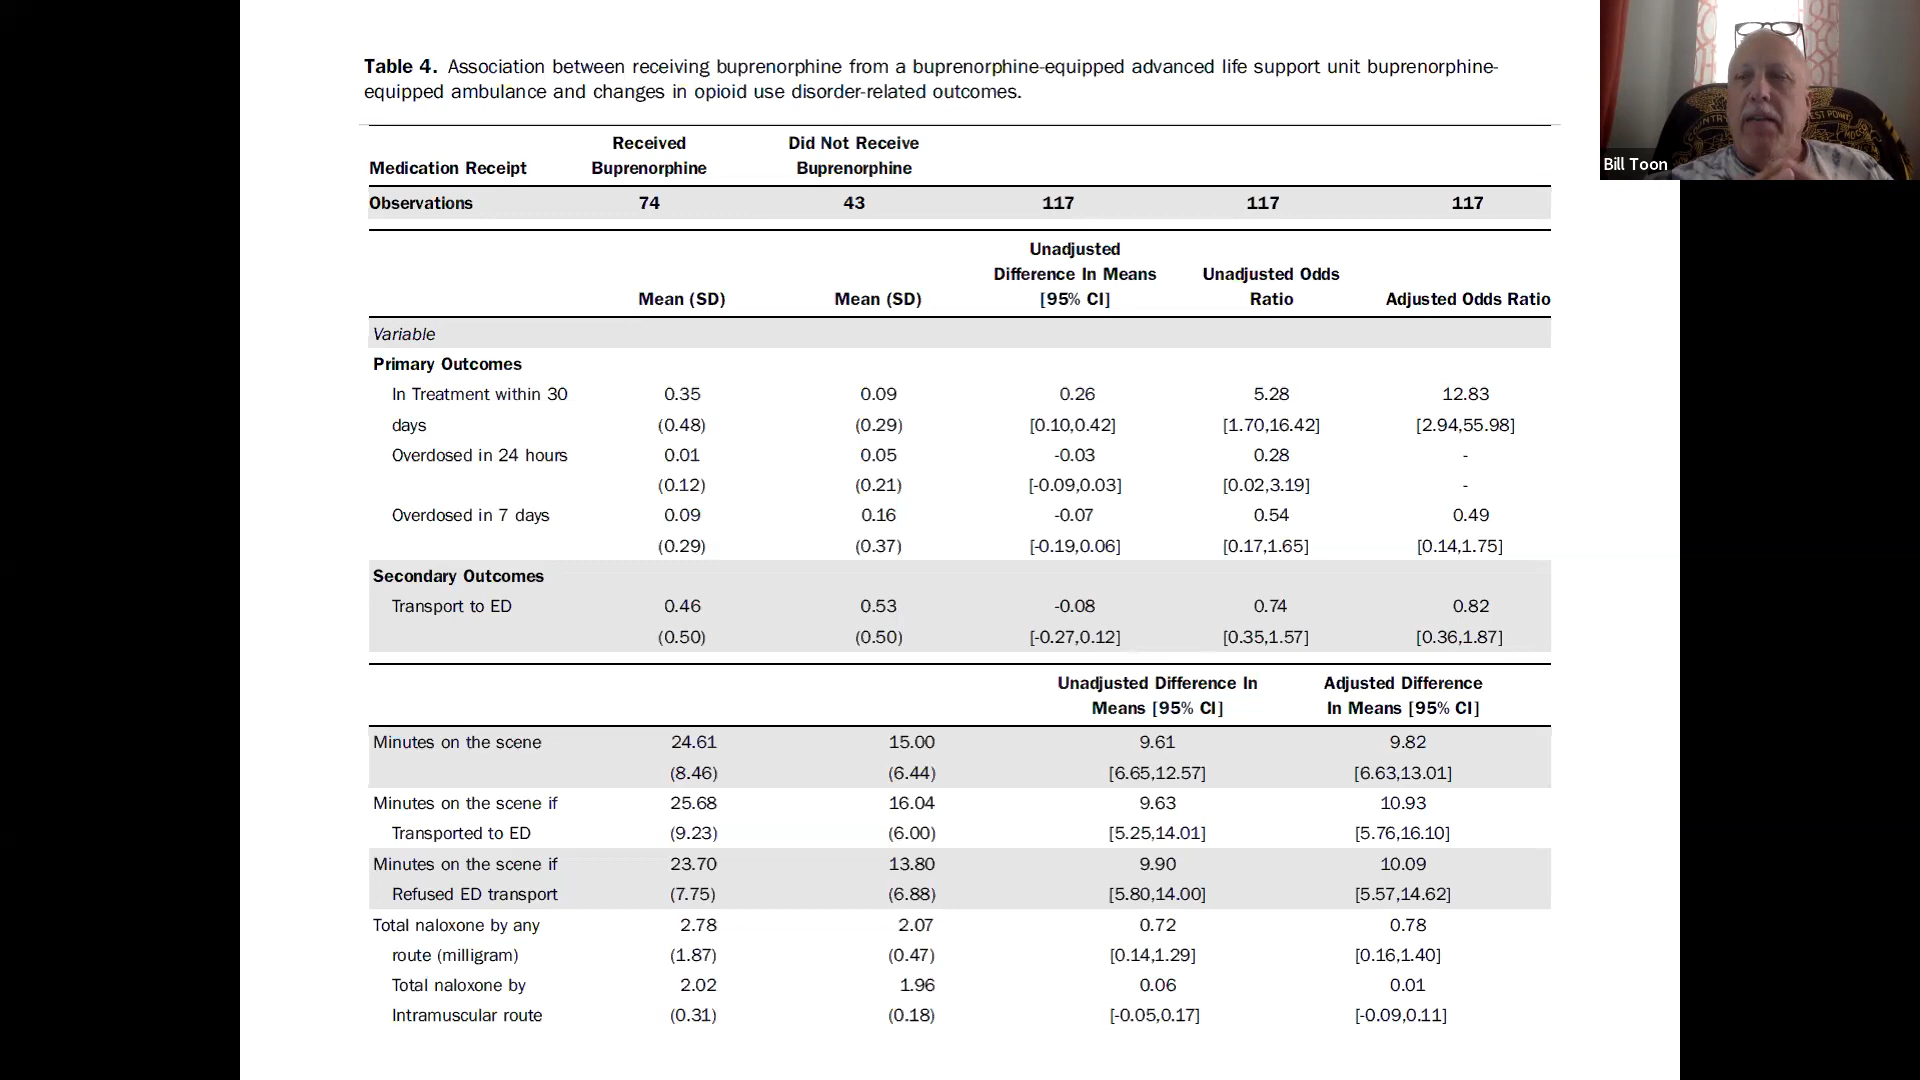 Table 4. Association between receiving buprenorphine from a buprenorphine-equipped advanced life support unit buprenorphine-
equipped ambulance and changes in opioid use disorder-related outcomes.
Received Did Not Receive
Medication Receipt Buprenorphine Buprenorphine
Observations 74 43 117 117 117
Unadjusted
Difference In Means Unadjusted Odds
Mean (SD) Mean (SD) [95% CI] Ratio Adjusted Odds Ratio
Variable
Primary Outcomes
In Treatment within 30 0.35 0.09 0.26 5.28 12.83
days (0.48) (0.29) [0.10,0.42] [1.70,16.42] [2.94,55.98]
Overdosed in 24 hours 0.01 0.05 -0.03 0.28 -
(0.12) (0.21) [-0.09,0.03] [0.02,3.19] -
Overdosed in 7 days 0.09 0.16 -0.07 0.54 0.49
(0.29) (0.37) [-0.19,0.06] [0.17,1.65] [0.14,1.75]
Secondary Outcomes
Transport to ED 0.46 0.53 -0.08 0.74 0.82
(0.50) (0.50) [-0.27,0.12] [0.35,1.57] [0.36,1.87]
Unadjusted Difference In Adjusted Difference
Means [95% CI] In Means [95% CI]
Minutes on the scene 24.61 15.00 9.61 9.82
(8.46) (6.44) [6.65,12.57] [6.63,13.01]
Minutes on the scene if 25.68 16.04 9.63 10.93
Transported to ED (9.23) (6.00) [5.25,14.01] [5.76,16.10]
Minutes on the scene if 23.70 13.80 9.90 10.09
Refused ED transport (7.75) (6.88) [5.80,14.00] [5.57,14.62]
Total naloxone by any 2.78 2.07 0.72 0.78
route (milligram) (1.87) (0.47) [0.14,1.29] [0.16,1.40]
Total naloxone by 2.02 1.96 0.06 0.01
Intramuscular route (0.31) (0.18) [-0.05,0.17] [-0.09,0.11]
Bill Toon